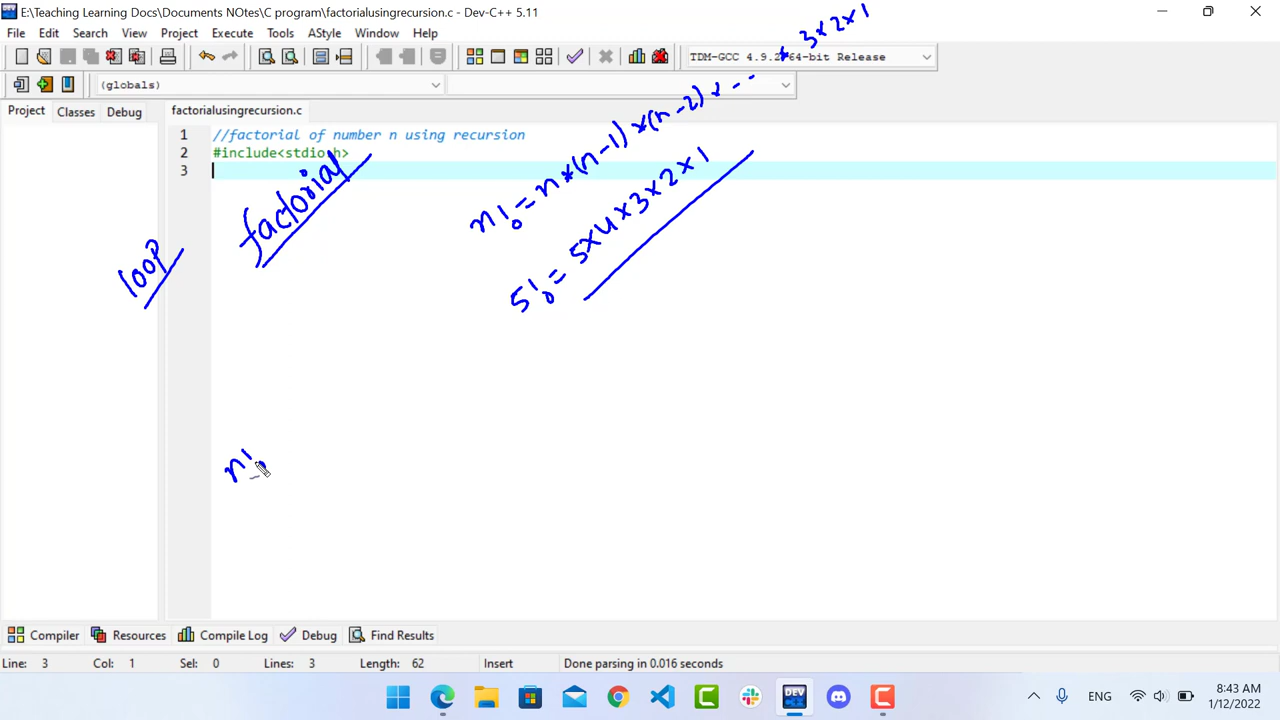 E:\Teaching Learning Docs\Documents NOtes\C program\factorialusingrecursion.c - Dev-C++ 5.11
File Edit Search View Project Execute Tools AStyle Window Help
TDM-GCC 4.9.2 64-bit Release
(globals)
Project Classes Debug
factorialusingrecursion.c
1 //factorial of number n using recursion
2 #include<stdio.h>
3
n! = n*(n-1)*(n-2)*...*3×2×1
factorial
5! = 5×4×3×2×1
loop
n!
Compiler Resources Compile Log Debug Find Results
Line: 3 Col: 1 Sel: 0 Lines: 3 Length: 62 Insert Done parsing in 0.016 seconds
DEV
ENG
8:43 AM
1/12/2022